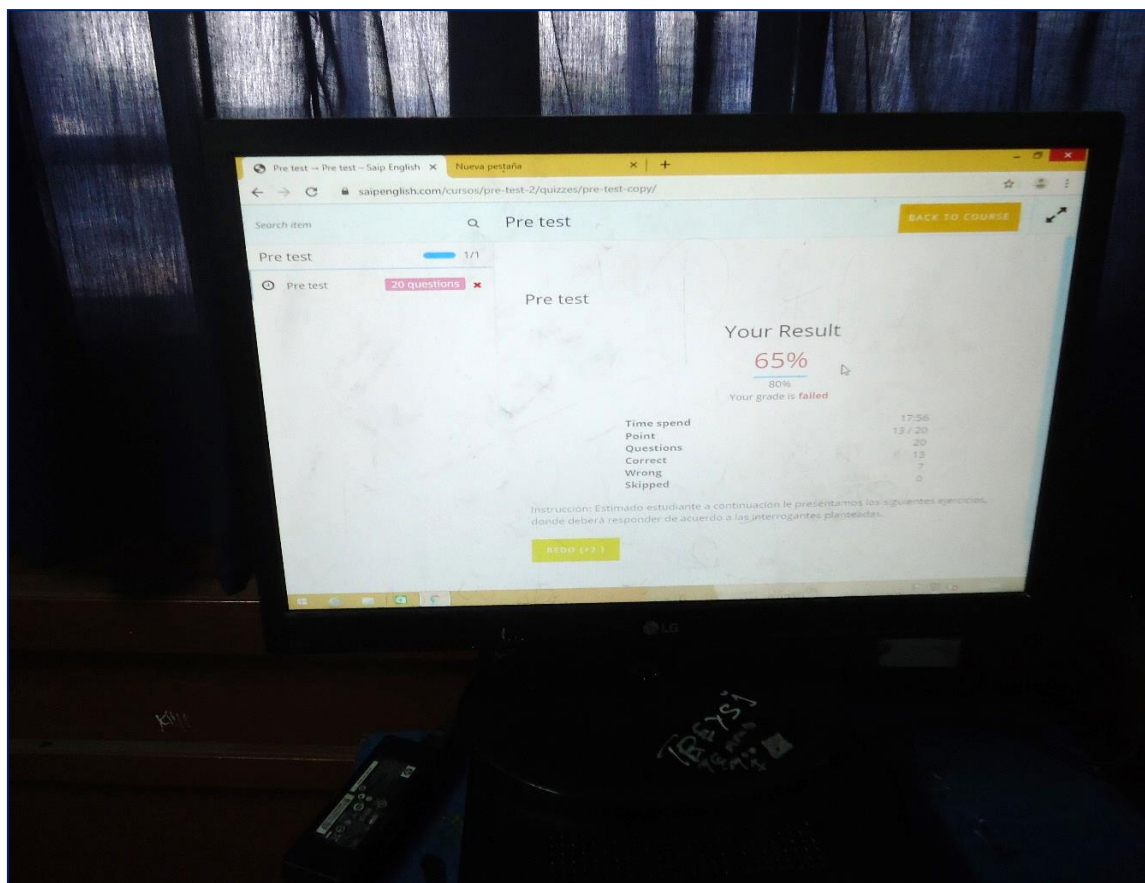 Pre test → Pre test – Saip English
Nueva pestaña
saipenglish.com/cursos/pre-test-2/quizzes/pre-test-copy/
Search item
Pre test
BACK TO COURSE
Pre test 1/1
Pre test 20 questions
Pre test
Your Result
65%
80%
Your grade is failed
Time spend 17:56
Point 13 / 20
Questions 20
Correct 13
Wrong 7
Skipped 0
Instrucción: Estimado estudiante a continuación le presentamos los siguientes ejercicios,
donde deberá responder de acuerdo a las interrogantes planteadas.
REDO (+2 )
LG